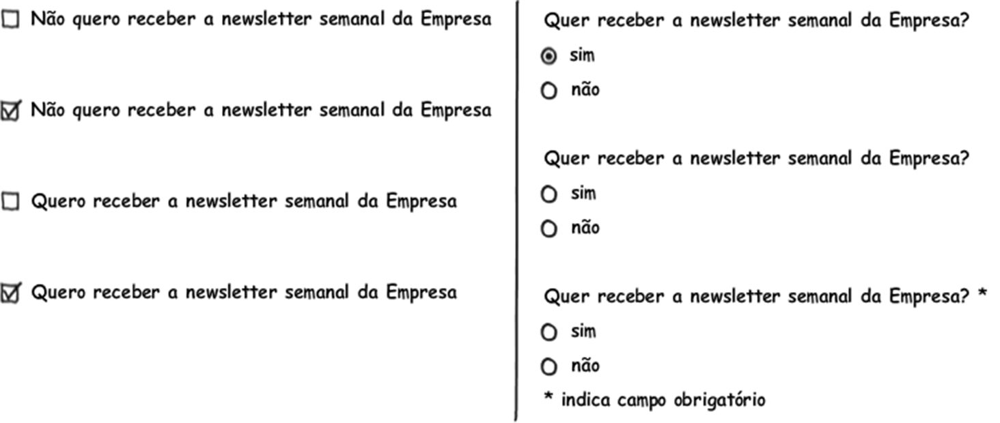 Não quero receber a newsletter semanal da Empresa
Não quero receber a newsletter semanal da Empresa
Quero receber a newsletter semanal da Empresa
Quero receber a newsletter semanal da Empresa
Quer receber a newsletter semanal da Empresa?
sim
não
Quer receber a newsletter semanal da Empresa?
sim
não
Quer receber a newsletter semanal da Empresa? *
sim
não
* indica campo obrigatório